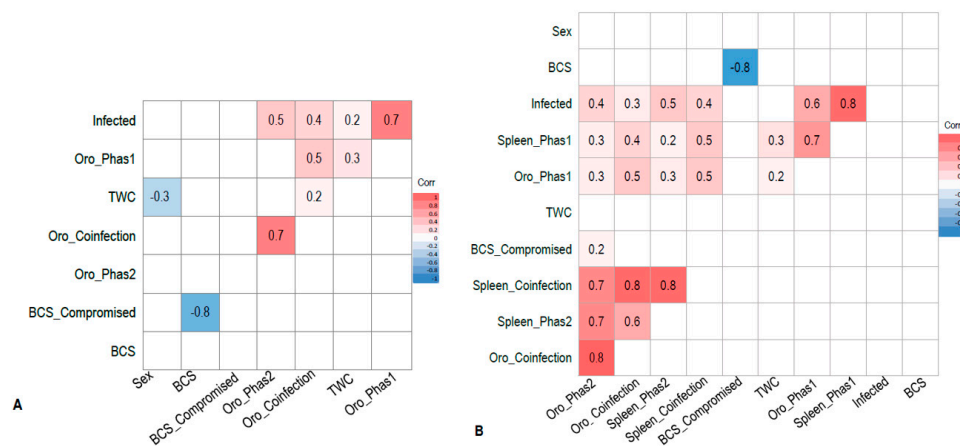 Infected 0.5 0.4 0.2 0.7
Oro_Phas1 0.5 0.3
TWC -0.3 0.2
Oro_Coinfection 0.7
Oro_Phas2
BCS_Compromised -0.8
BCS
Sex BCS BCS_Compromised Oro_Phas2 Oro_Coinfection TWC Oro_Phas1
Corr
1
0.8
0.6
0.4
0.2
0
-0.2
-0.4
-0.6
-0.8
-1
A
Sex
BCS -0.8
Infected 0.4 0.3 0.5 0.4 0.6 0.8
Spleen_Phas1 0.3 0.4 0.2 0.5 0.3 0.7
Oro_Phas1 0.3 0.5 0.3 0.5 0.2
TWC
BCS_Compromised 0.2
Spleen_Coinfection 0.7 0.8 0.8
Spleen_Phas2 0.7 0.6
Oro_Coinfection 0.8
Oro_Phas2 Oro_Coinfection Spleen_Phas2 Spleen_Coinfection BCS_Compromised TWC Oro_Phas1 Spleen_Phas1 Infected BCS
B